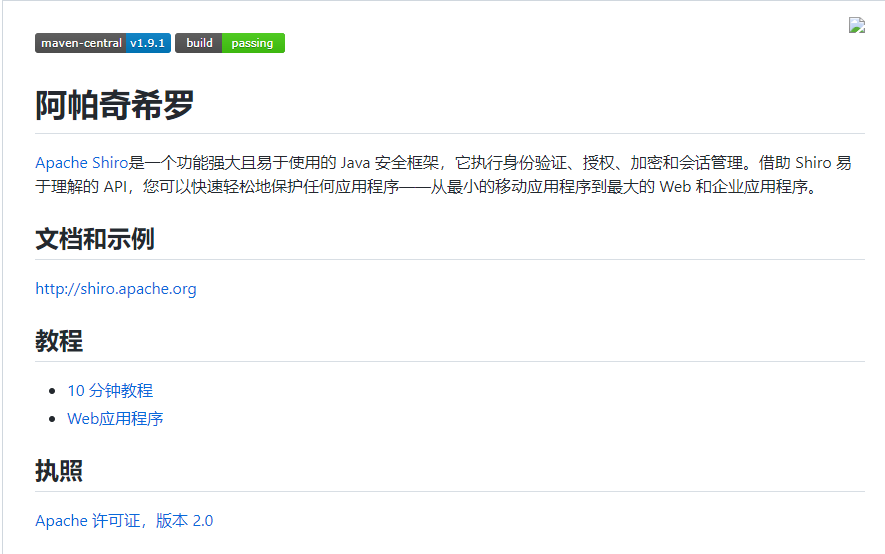 maven-central v1.9.1 build passing
阿帕奇希罗
Apache Shiro是一个功能强大且易于使用的 Java 安全框架，它执行身份验证、授权、加密和会话管理。借助 Shiro 易
于理解的 API，您可以快速轻松地保护任何应用程序——从最小的移动应用程序到最大的 Web 和企业应用程序。
文档和示例
http://shiro.apache.org
教程
10 分钟教程
Web应用程序
执照
Apache 许可证，版本 2.0